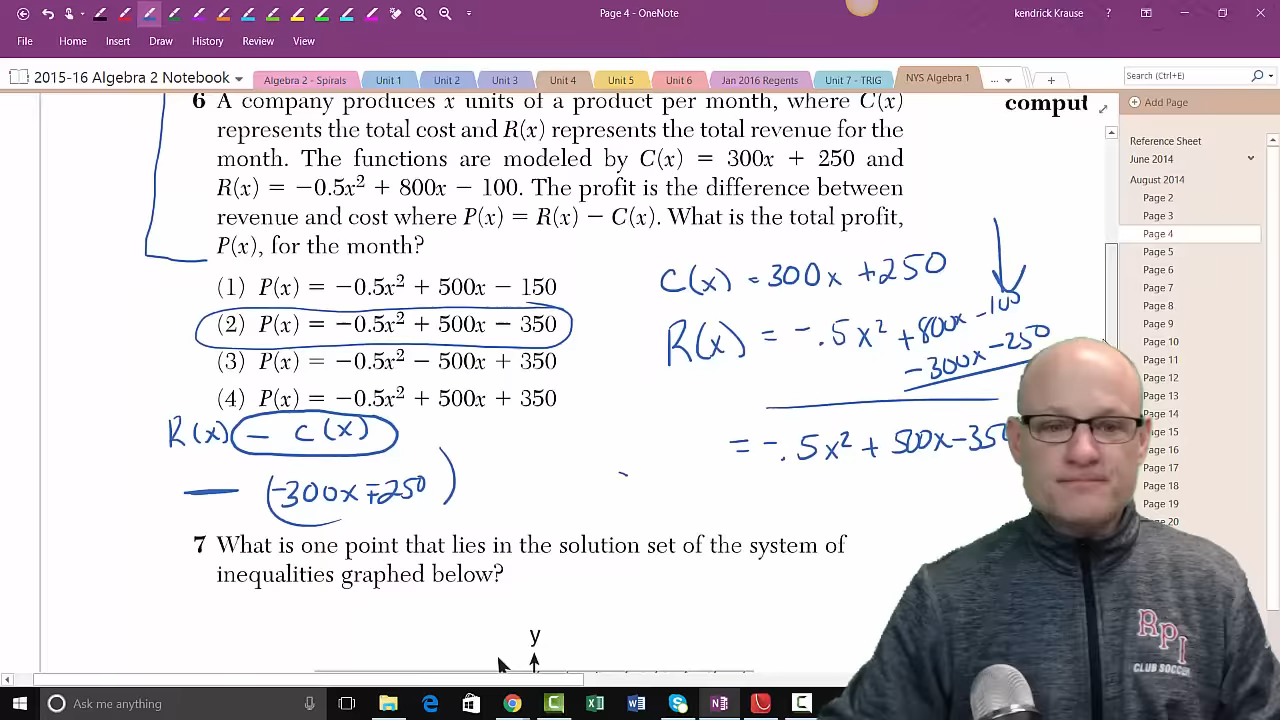 Page 4 - OneNote
kendrick Krause
?
File Home Insert Draw History Review View
2015-16 Algebra 2 Notebook
Algebra 2 - Spirals
Unit 1
Unit 2
Unit 3
Unit 4
Unit 5
Unit 6
Jan 2016 Regents
Unit 7 - TRIG
NYS Algebra 1
...
+
Search (Ctrl+E)
Add Page
Reference Sheet
June 2014
August 2014
Page 2
Page 3
Page 4
Page 5
Page 6
Page 7
Page 8
Page 9
Page 10
Page 11
Page 12
Page 13
Page 14
Page 15
Page 16
Page 17
Page 18
Page 19
20
comput
6 A company produces x units of a product per month, where C(x)
represents the total cost and R(x) represents the total revenue for the
month. The functions are modeled by C(x) = 300x + 250 and
R(x) = −0.5x² + 800x − 100. The profit is the difference between
revenue and cost where P(x) = R(x) − C(x). What is the total profit,
P(x), for the month?
(1) P(x) = −0.5x² + 500x − 150
(2) P(x) = −0.5x² + 500x − 350
(3) P(x) = −0.5x² − 500x + 350
(4) P(x) = −0.5x² + 500x + 350
C(x) = 300x + 250
R(x) = -.5x² + 800x - 100
-300x - 250
= -.5x² + 500x - 350
R(x) - C(x)
- (-300x ∓ 250)
7 What is one point that lies in the solution set of the system of
inequalities graphed below?
y
RPI
CLUB SOCCER
Ask me anything